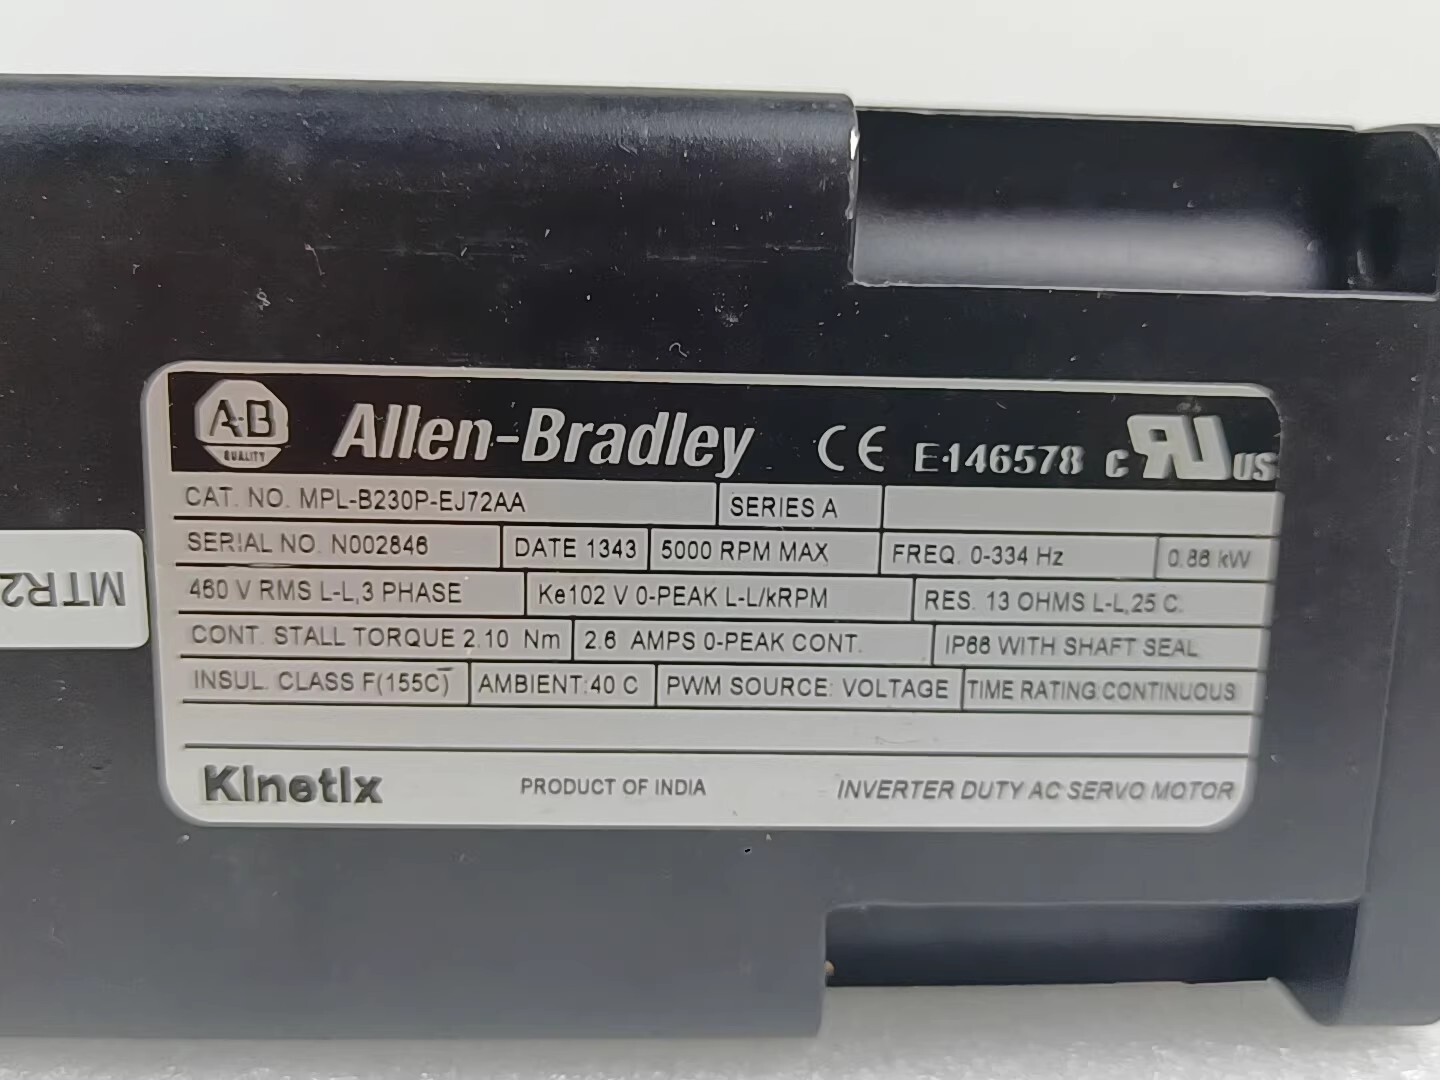 A-B
QUALITY
Allen-Bradley CE E146578 c RU US
CAT. NO. MPL-B230P-EJ72AA SERIES A
SERIAL NO. N002846 DATE 1343 5000 RPM MAX FREQ. 0-334 Hz 0.86 kW
460 V RMS L-L,3 PHASE Ke102 V 0-PEAK L-L/kRPM RES. 13 OHMS L-L,25 C.
CONT. STALL TORQUE 2.10 Nm 2.6 AMPS 0-PEAK CONT. IP66 WITH SHAFT SEAL
INSUL. CLASS F(155C) AMBIENT:40 C PWM SOURCE: VOLTAGE TIME RATING:CONTINUOUS
Kinetix PRODUCT OF INDIA INVERTER DUTY AC SERVO MOTOR
MTR2